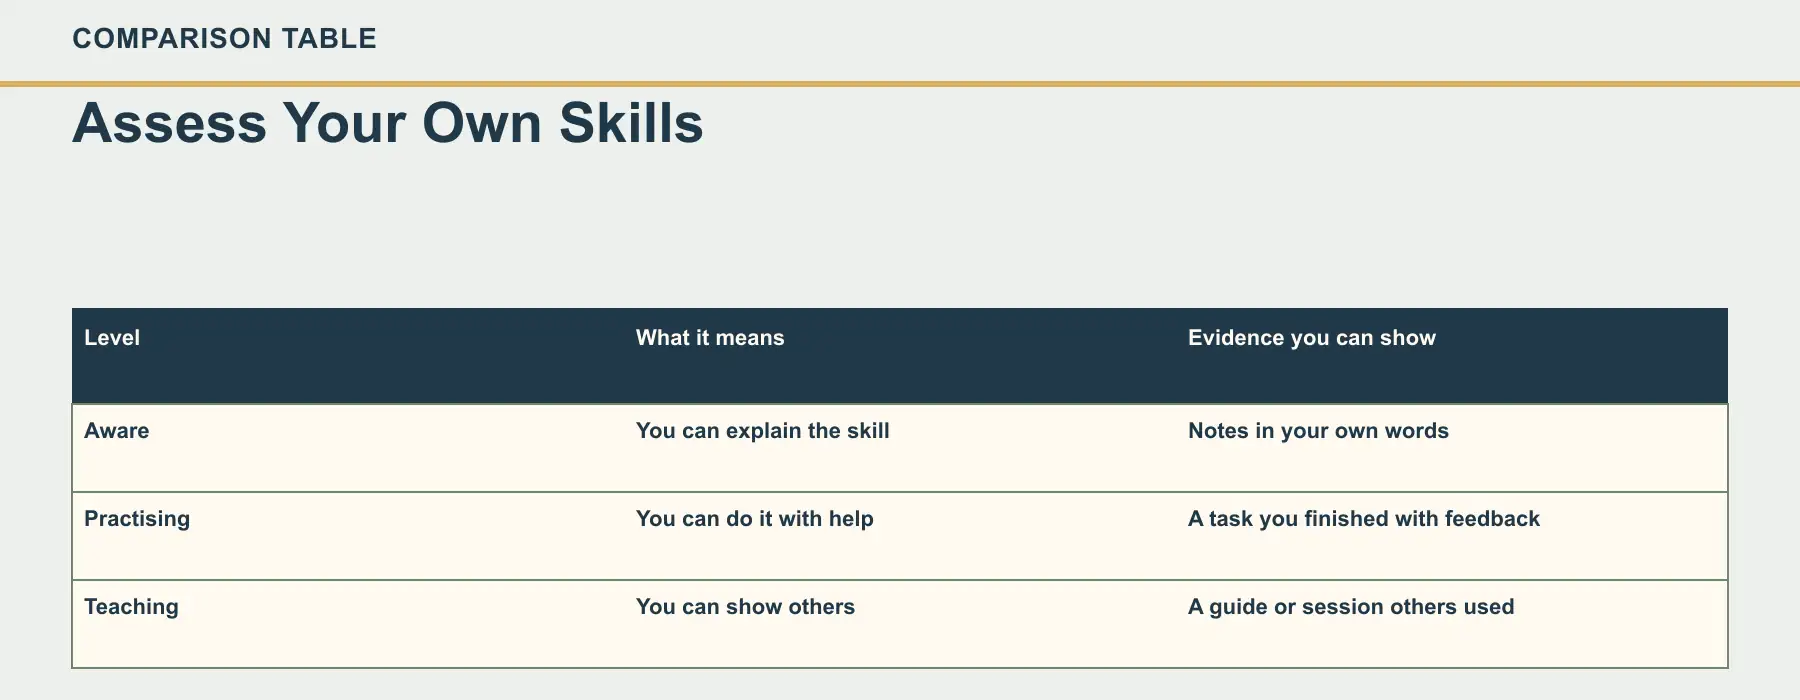 COMPARISON TABLE
Assess Your Own Skills
Level What it means Evidence you can show
Aware You can explain the skill Notes in your own words
Practising You can do it with help A task you finished with feedback
Teaching You can show others A guide or session others used